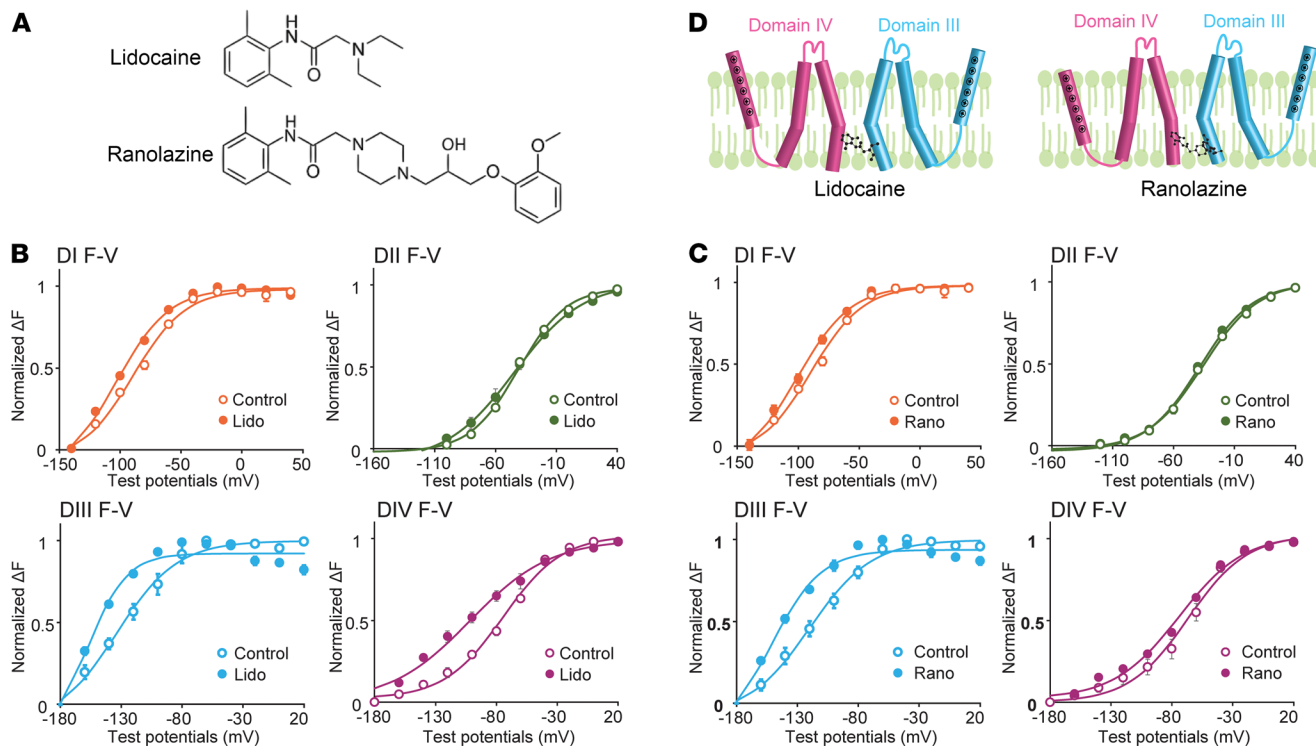 A
Lidocaine
H
N
O
N
Ranolazine
H
N
O
N
N
OH
O
O
D
Domain IV
Domain III
Lidocaine
Domain IV
Domain III
Ranolazine
B
DI F-V
Normalized ΔF
1
0.5
0
Control
Lido
-150
-100
-50
0
50
Test potentials (mV)
DII F-V
Normalized ΔF
1
0.5
0
Control
Lido
-160
-110
-60
-10
40
Test potentials (mV)
DIII F-V
Normalized ΔF
1
0.5
0
Control
Lido
-180
-130
-80
-30
20
Test potentials (mV)
DIV F-V
Normalized ΔF
1
0.5
0
Control
Lido
-180
-130
-80
-30
20
Test potentials (mV)
C
DI F-V
Normalized ΔF
1
0.5
0
Control
Rano
-150
-100
-50
0
50
Test potentials (mV)
DII F-V
Normalized ΔF
1
0.5
0
Control
Rano
-160
-110
-60
-10
40
Test potentials (mV)
DIII F-V
Normalized ΔF
1
0.5
0
Control
Rano
-180
-130
-80
-30
20
Test potentials (mV)
DIV F-V
Normalized ΔF
1
0.5
0
Control
Rano
-180
-130
-80
-30
20
Test potentials (mV)